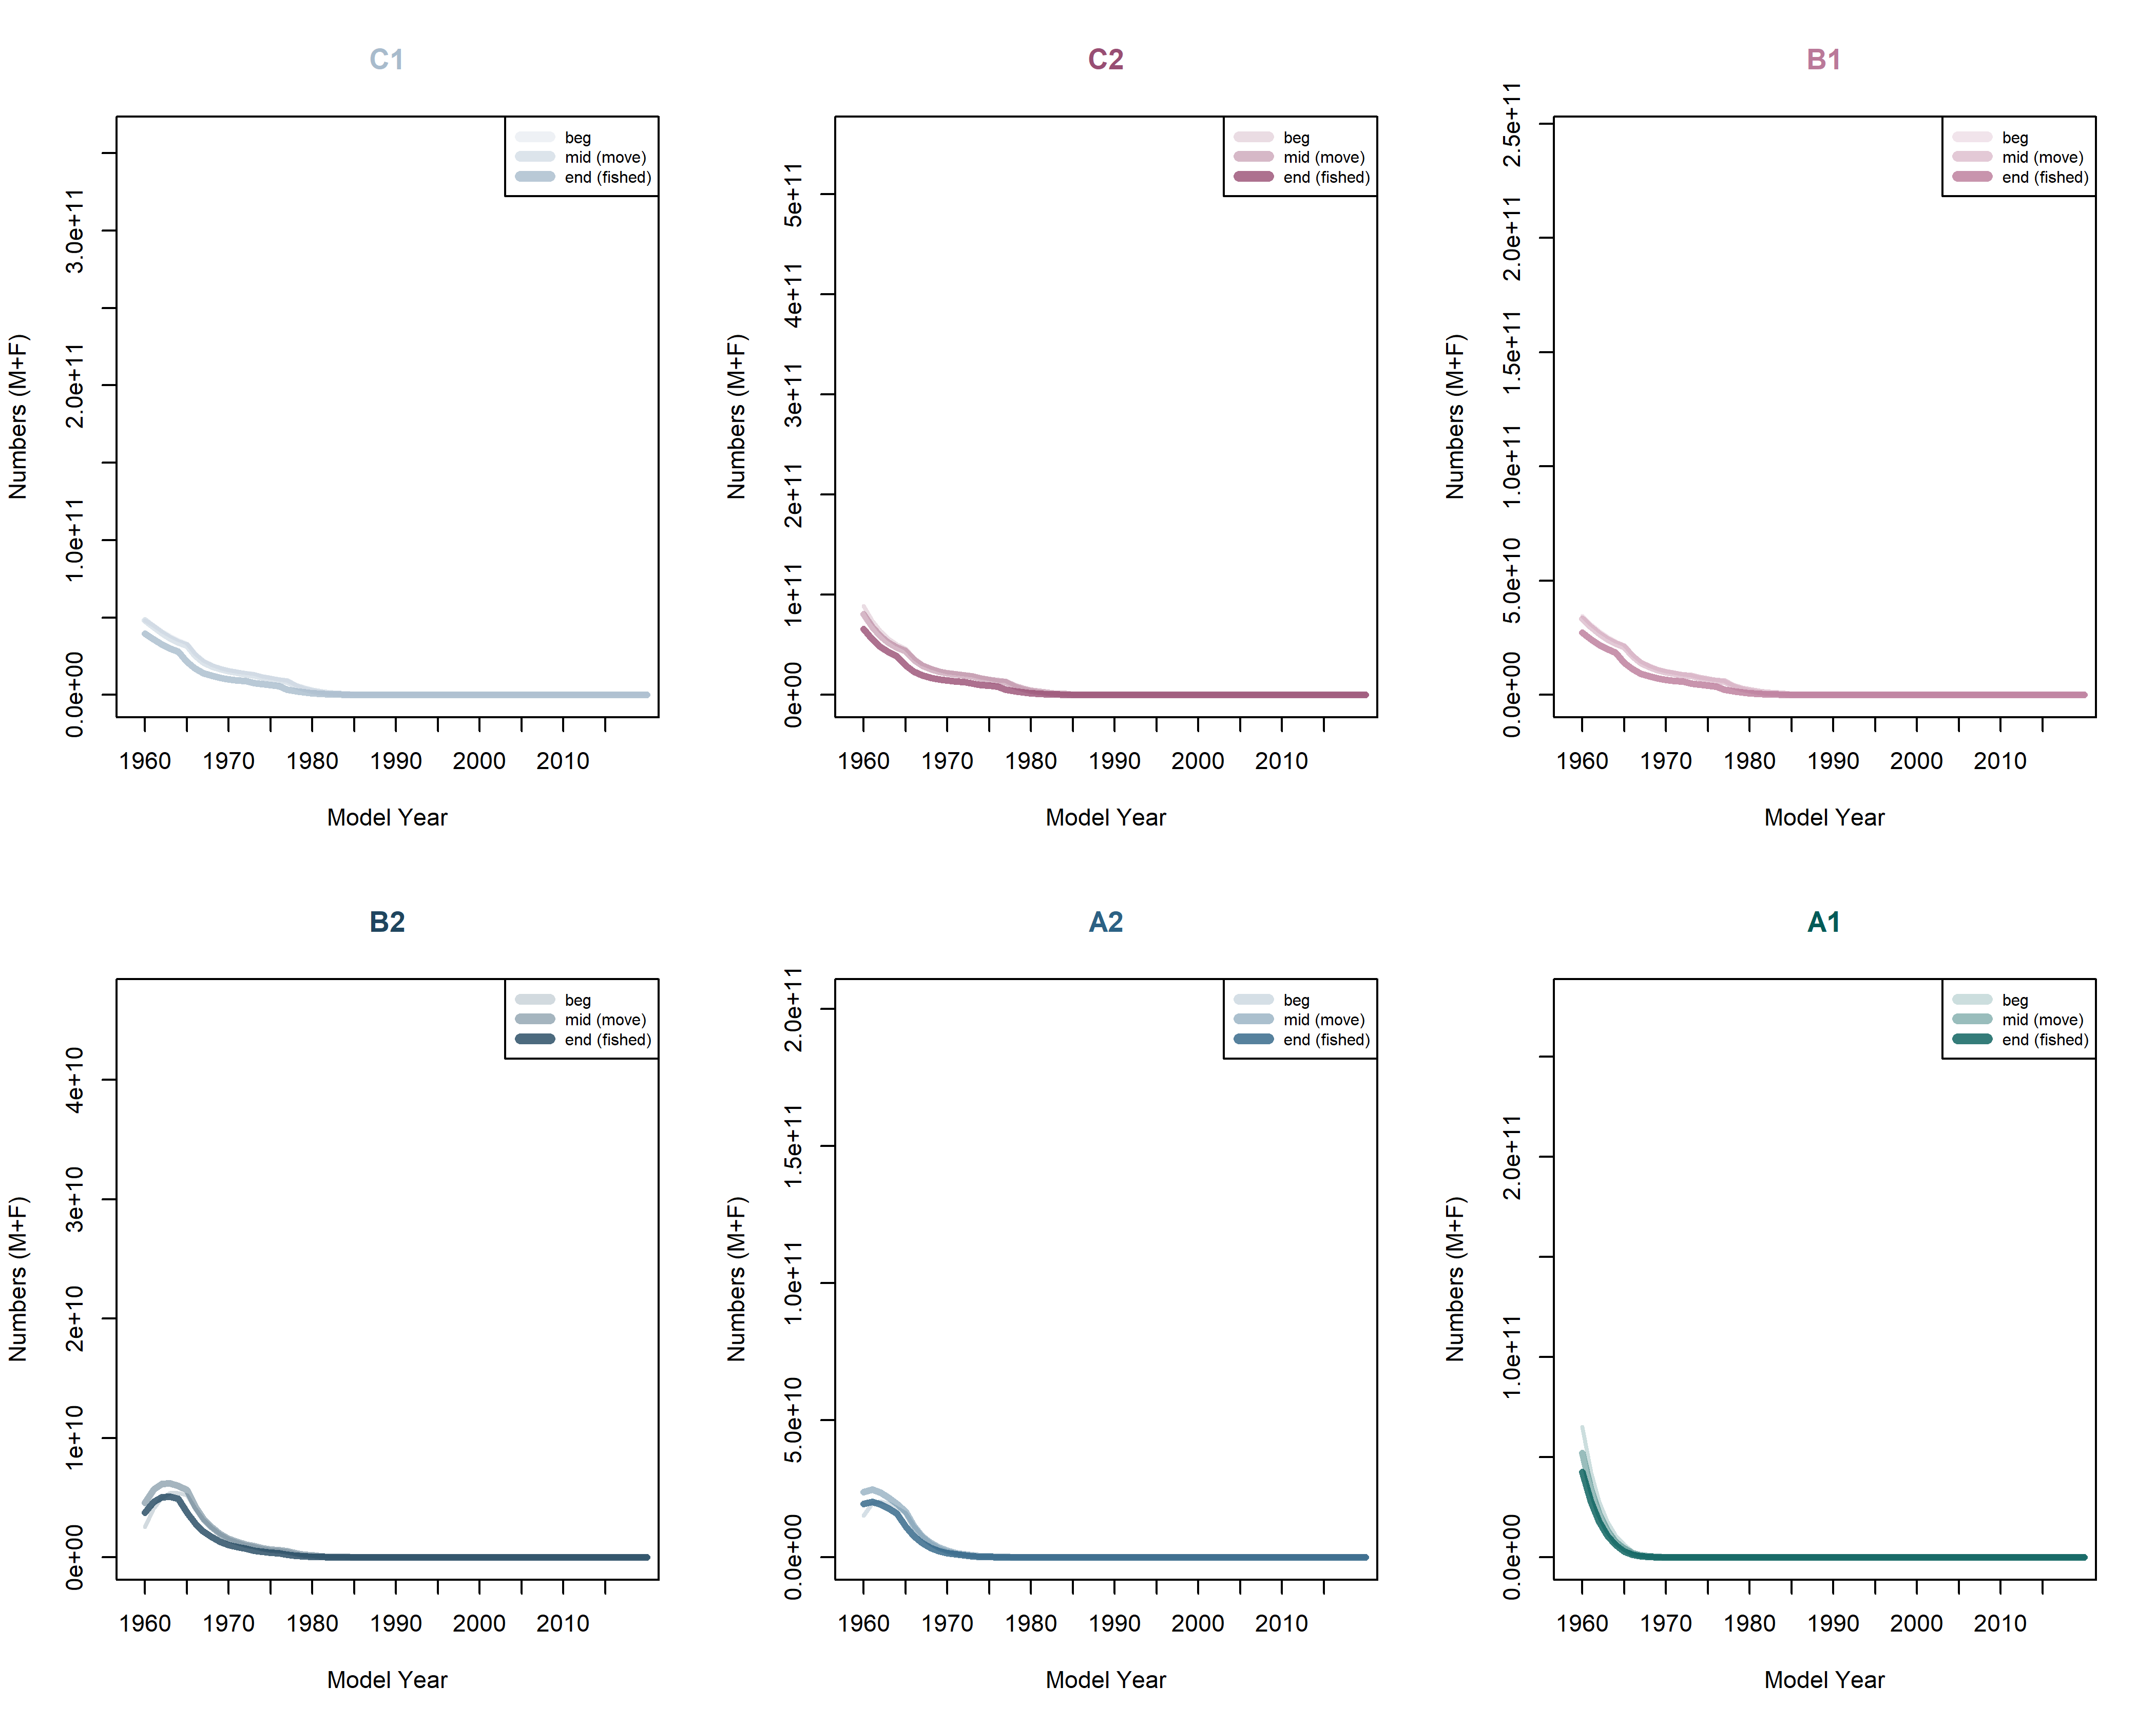 C1
beg
mid (move)
end (fished)
Numbers (M+F)
0.0e+00 1.0e+11 2.0e+11 3.0e+11
1960 1970 1980 1990 2000 2010
Model Year
C2
beg
mid (move)
end (fished)
Numbers (M+F)
0e+00 1e+11 2e+11 3e+11 4e+11 5e+11
1960 1970 1980 1990 2000 2010
Model Year
B1
beg
mid (move)
end (fished)
Numbers (M+F)
0.0e+00 5.0e+10 1.0e+11 1.5e+11 2.0e+11 2.5e+11
1960 1970 1980 1990 2000 2010
Model Year
B2
beg
mid (move)
end (fished)
Numbers (M+F)
0e+00 1e+10 2e+10 3e+10 4e+10
1960 1970 1980 1990 2000 2010
Model Year
A2
beg
mid (move)
end (fished)
Numbers (M+F)
0.0e+00 5.0e+10 1.0e+11 1.5e+11 2.0e+11
1960 1970 1980 1990 2000 2010
Model Year
A1
beg
mid (move)
end (fished)
Numbers (M+F)
0.0e+00 1.0e+11 2.0e+11
1960 1970 1980 1990 2000 2010
Model Year